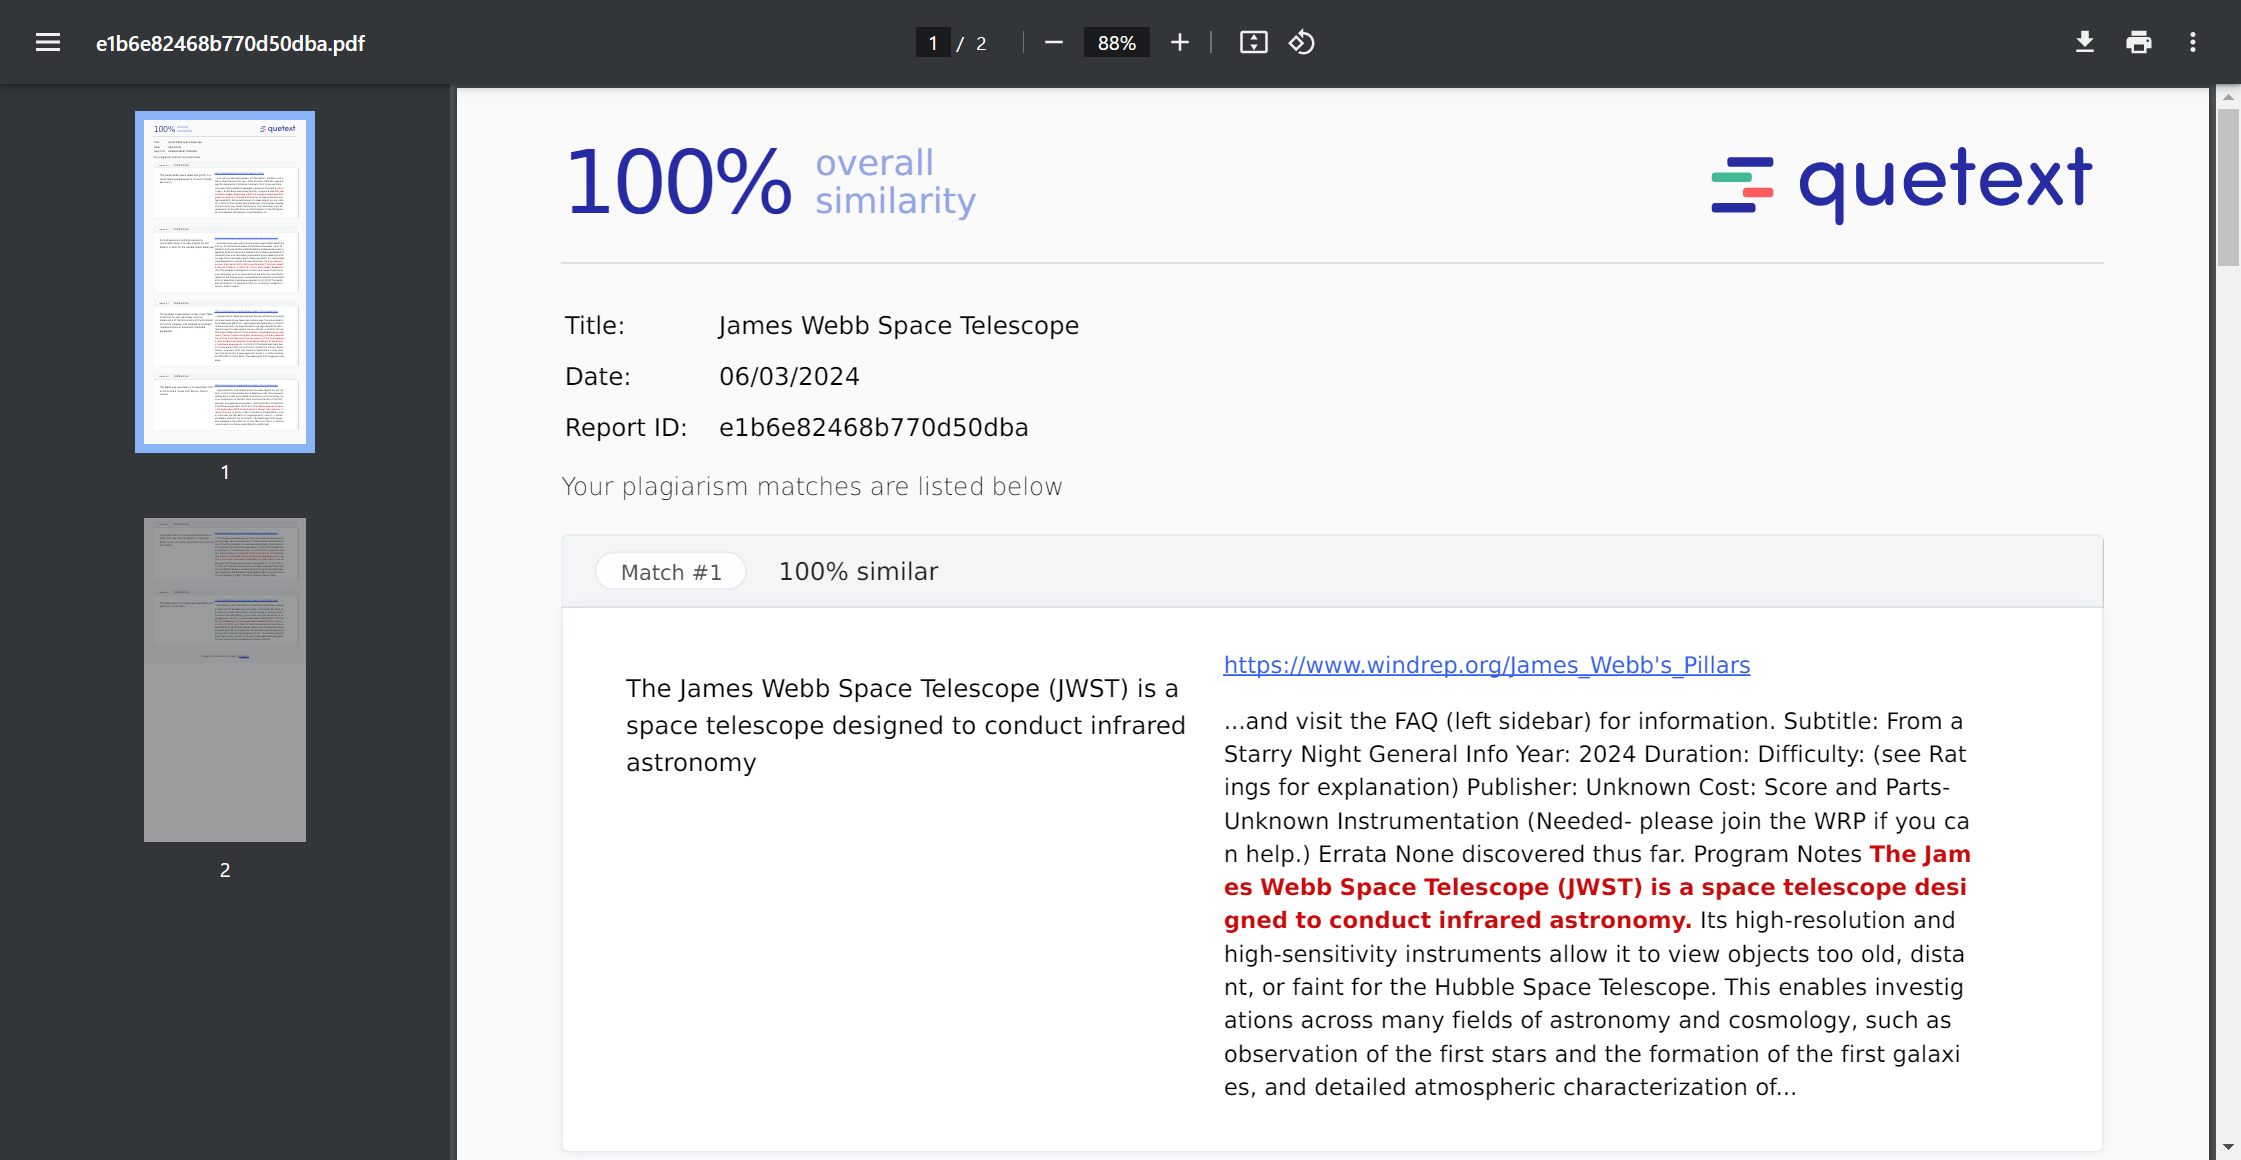 e1b6e82468b770d50dba.pdf
1 / 2
88%
1
2
100% overall similarity
quetext
Title: James Webb Space Telescope
Date: 06/03/2024
Report ID: e1b6e82468b770d50dba
Your plagiarism matches are listed below
Match #1 100% similar
The James Webb Space Telescope (JWST) is a
space telescope designed to conduct infrared
astronomy
https://www.windrep.org/James_Webb's_Pillars
...and visit the FAQ (left sidebar) for information. Subtitle: From a
Starry Night General Info Year: 2024 Duration: Difficulty: (see Rat
ings for explanation) Publisher: Unknown Cost: Score and Parts-
Unknown Instrumentation (Needed- please join the WRP if you ca
n help.) Errata None discovered thus far. Program Notes The Jam
es Webb Space Telescope (JWST) is a space telescope desi
gned to conduct infrared astronomy. Its high-resolution and
high-sensitivity instruments allow it to view objects too old, dista
nt, or faint for the Hubble Space Telescope. This enables investig
ations across many fields of astronomy and cosmology, such as
observation of the first stars and the formation of the first galaxi
es, and detailed atmospheric characterization of...